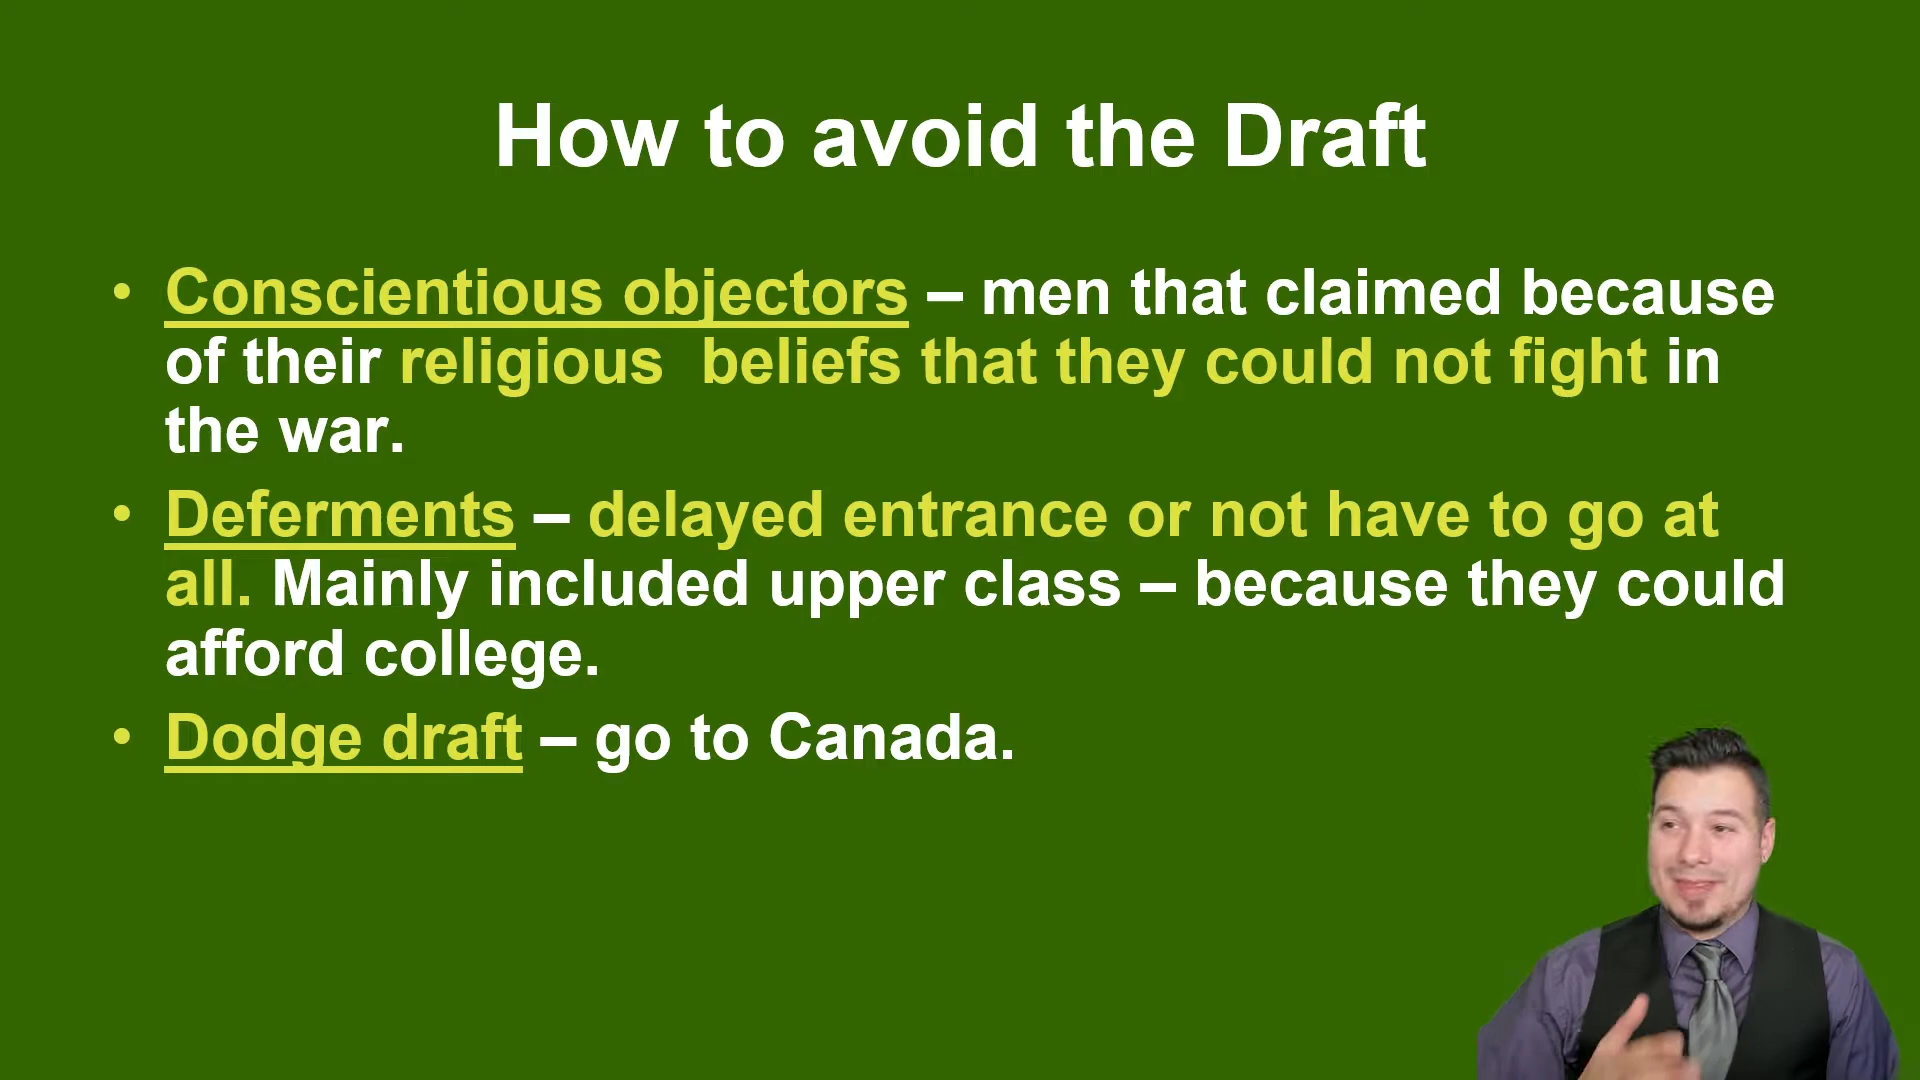 How to avoid the Draft
• Conscientious objectors – men that claimed because
of their religious  beliefs that they could not fight in
the war.
• Deferments – delayed entrance or not have to go at
all. Mainly included upper class – because they could
afford college.
• Dodge draft – go to Canada.